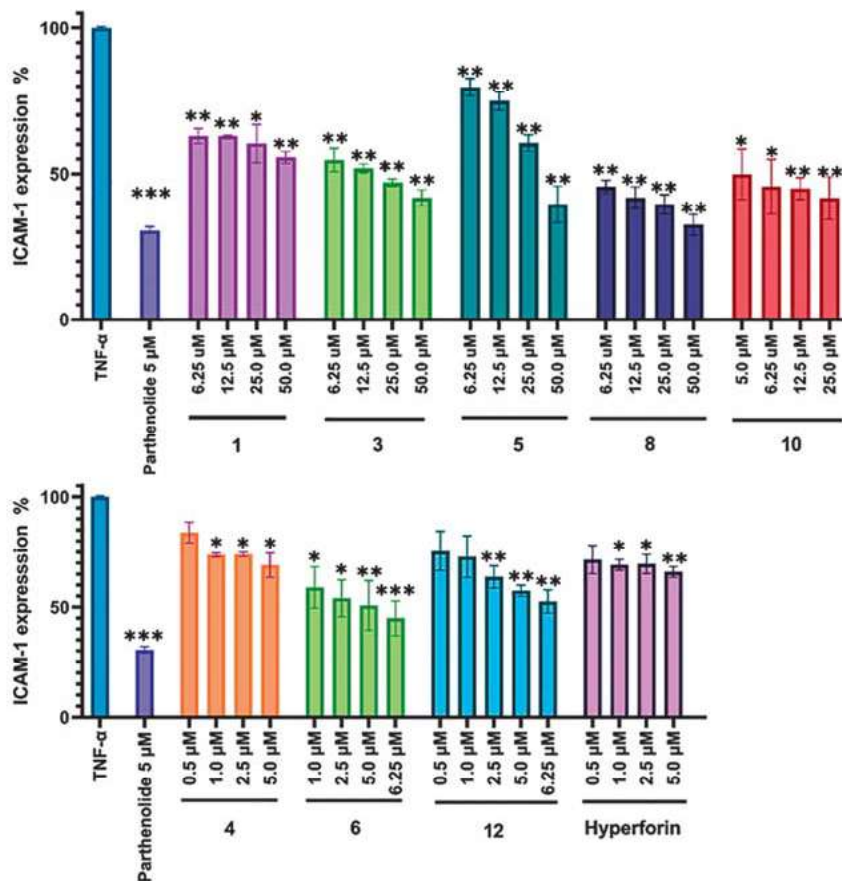 ICAM-1 expression %
100
50
0
***
** ** * **
** ** ** **
** ** ** **
** ** ** **
* * ** **
TNF-α
Parthenolide 5 μM
6.25 uM
12.5 μM
25.0 μM
50.0 μM
6.25 uM
12.5 μM
25.0 μM
50.0 μM
6.25 uM
12.5 μM
25.0 μM
50.0 μM
6.25 uM
12.5 μM
25.0 μM
50.0 μM
5.0 μM
6.25 uM
12.5 μM
25.0 μM
1 3 5 8 10
ICAM-1 expresssion %
100
50
0
***
* * *
* * ** ***
** ** **
* * **
TNF-α
Parthenolide 5 μM
0.5 μM
1.0 μM
2.5 μM
5.0 μM
1.0 μM
2.5 μM
5.0 μM
6.25 μM
0.5 μM
1.0 μM
2.5 μM
5.0 μM
6.25 μM
0.5 μM
1.0 μM
2.5 μM
5.0 μM
4 6 12 Hyperforin